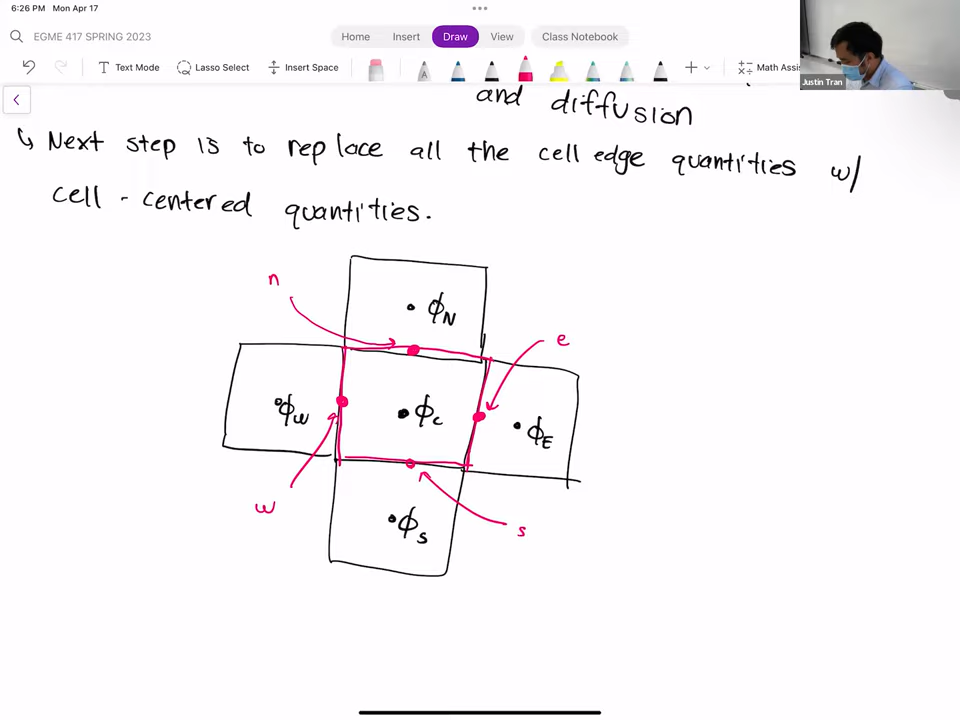 6:26 PM Mon Apr 17
EGME 417 SPRING 2023
Home Insert Draw View Class Notebook
Text Mode Lasso Select Insert Space Math Assis
Justin Tran
and diffusion
↳ Next step is to replace all the cell edge quantities w/
cell - centered quantities.
n
ϕN
e
ϕW
ϕC
ϕE
w
ϕS
s